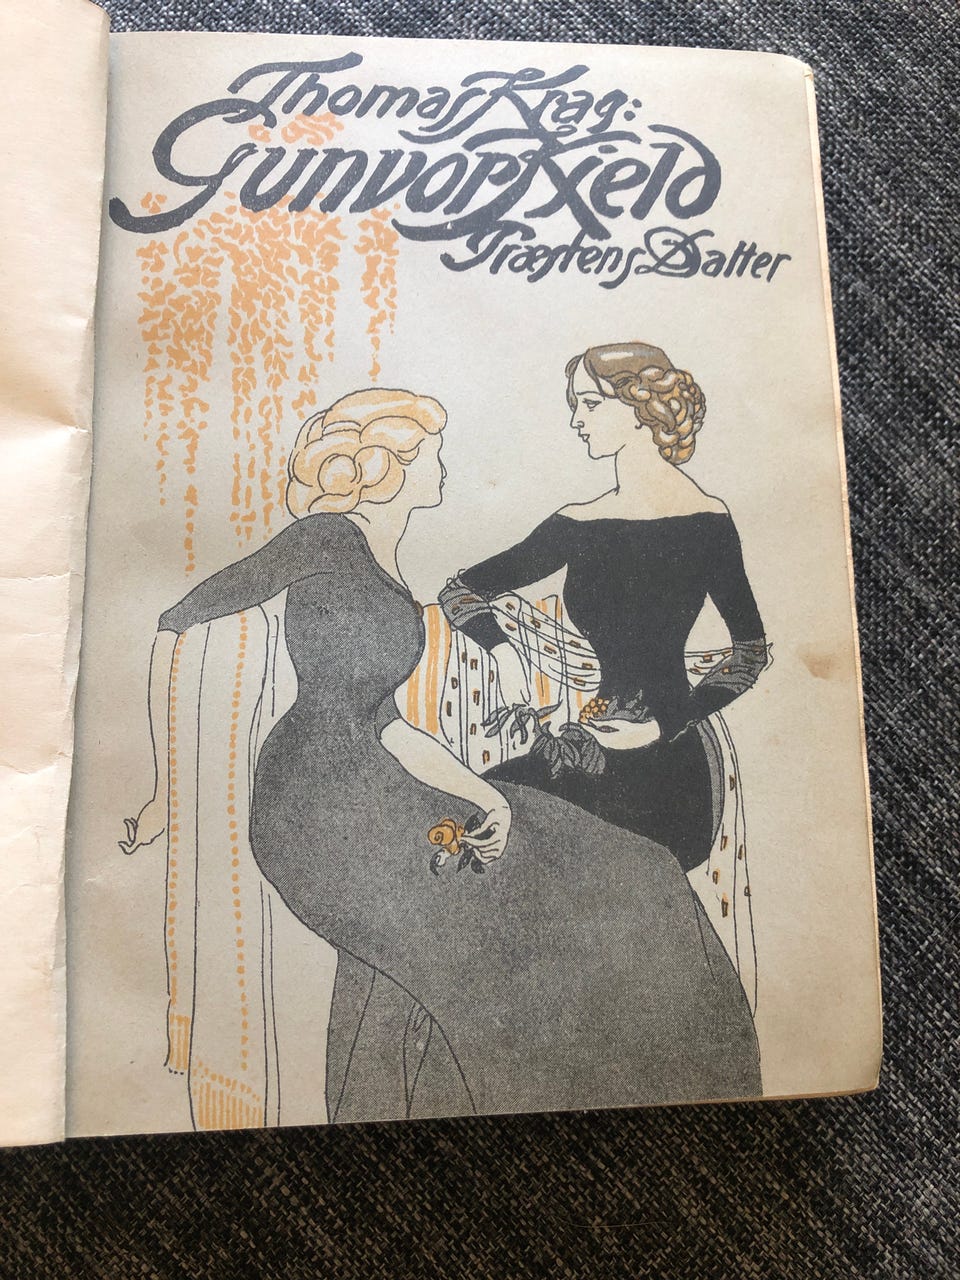 Thomas Krag:
Gunvor Kjeld
Præstens Datter